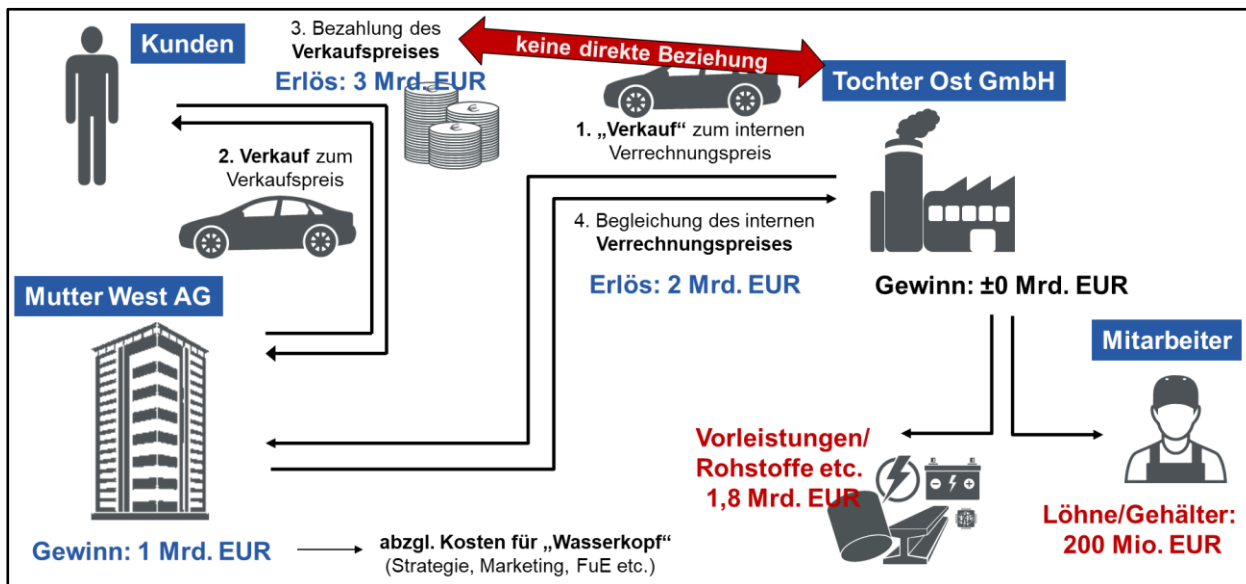 Kunden
3. Bezahlung des
Verkaufspreises
Erlös: 3 Mrd. EUR
keine direkte Beziehung
Tochter Ost GmbH
1. „Verkauf“ zum internen
Verrechnungspreis
2. Verkauf zum
Verkaufspreis
4. Begleichung des internen
Verrechnungspreises
Erlös: 2 Mrd. EUR
Gewinn: ±0 Mrd. EUR
Mutter West AG
Mitarbeiter
Vorleistungen/
Rohstoffe etc.
1,8 Mrd. EUR
Löhne/Gehälter:
200 Mio. EUR
Gewinn: 1 Mrd. EUR
abzgl. Kosten für „Wasserkopf“
(Strategie, Marketing, FuE etc.)